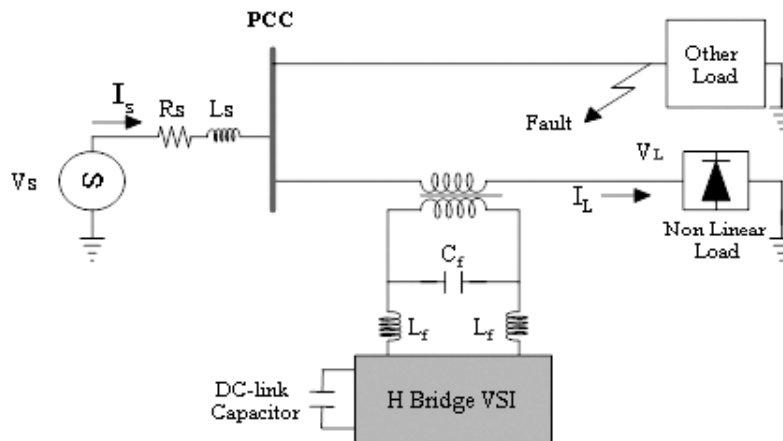 PCC
Other
Load
Is
Rs
Ls
Fault
Vs
S
VL
IL
Non Linear
Load
Cf
Lf
Lf
DC-link
Capacitor
H Bridge VSI